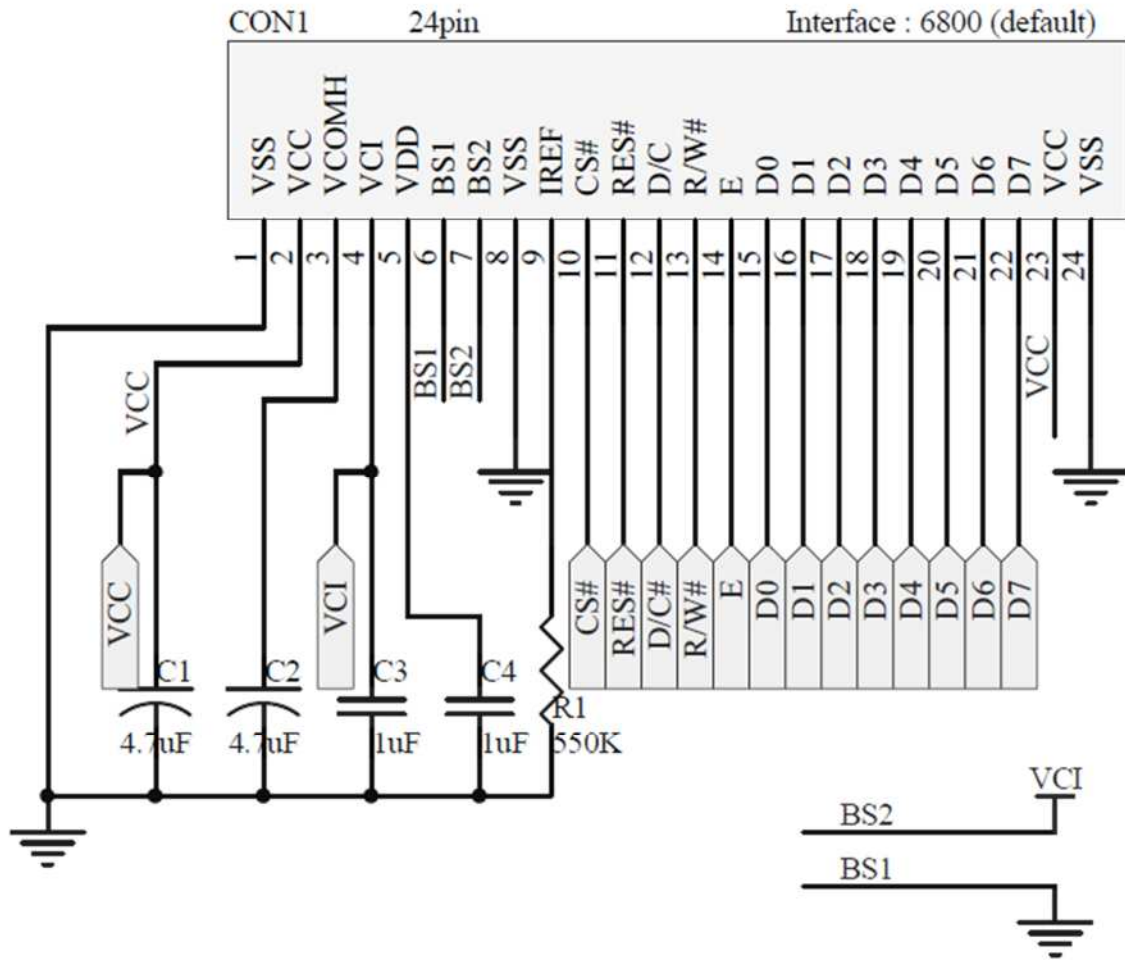 CON1 24pin Interface : 6800 (default)
VSS VCC VCOMH VCI VDD BS1 BS2 VSS IREF CS# RES# D/C R/W# E D0 D1 D2 D3 D4 D5 D6 D7 VCC VSS
1 2 3 4 5 6 7 8 9 10 11 12 13 14 15 16 17 18 19 20 21 22 23 24
VCC BS1 BS2 VCC
VCC VCI CS# RES# D/C# R/W# E D0 D1 D2 D3 D4 D5 D6 D7
C1 C2 C3 C4
R1
4.7uF 4.7uF 1uF 1uF 550K
VCI
BS2
BS1